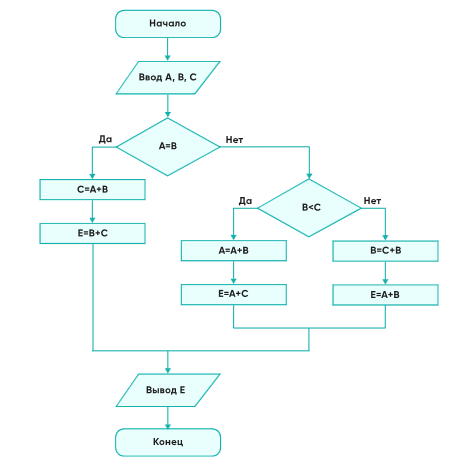 Начало
Ввод A, B, C
Да
A=B
Нет
C=A+B
E=B+C
Да
B<C
Нет
A=A+B
B=C+B
E=A+C
E=A+B
Вывод E
Конец